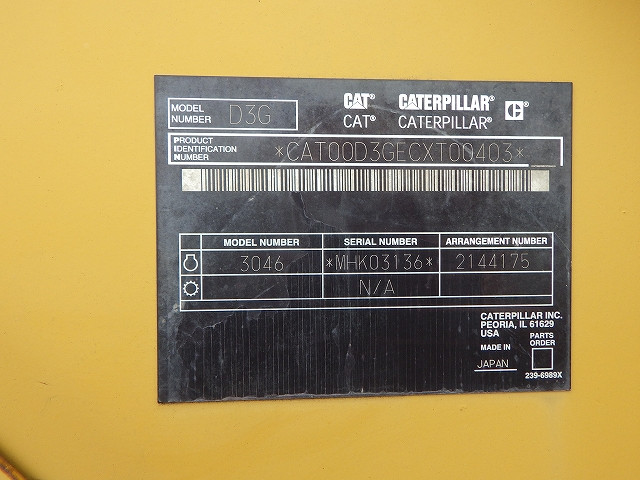 MODEL NUMBER D3G
CAT® CATERPILLAR® C®
CAT® CATERPILLAR®
PRODUCT IDENTIFICATION NUMBER *CAT00D3GECXT00403*
MODEL NUMBER SERIAL NUMBER ARRANGEMENT NUMBER
3046 *MHK03136* 2144175
N/A
CATERPILLAR INC.
PEORIA, IL 61629
USA
MADE IN JAPAN
PARTS ORDER
239-6989X